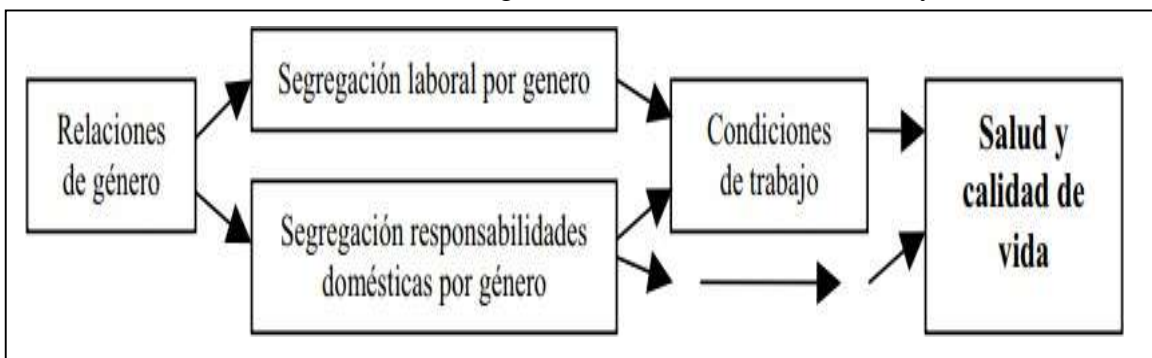 Relaciones
de género
Segregación laboral por genero
Segregación responsabilidades
domésticas por género
Condiciones
de trabajo
Salud y
calidad de
vida